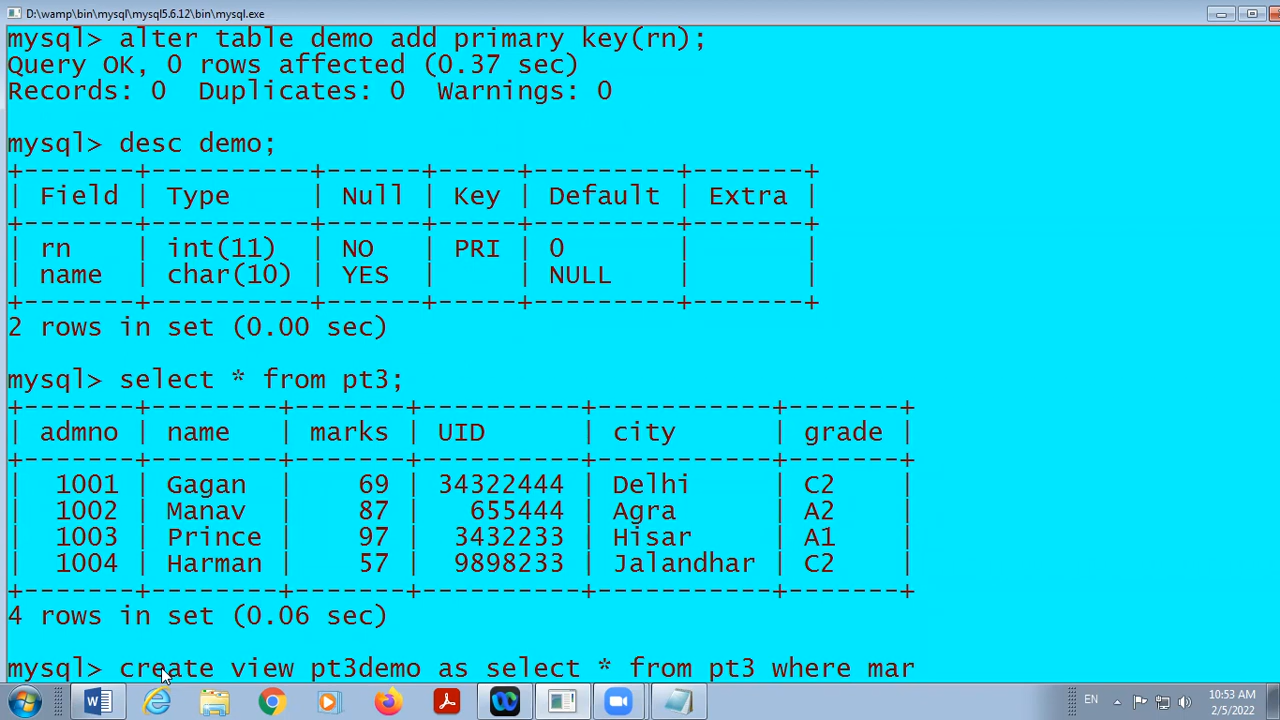 D:\wamp\bin\mysql\mysql5.6.12\bin\mysql.exe
mysql> alter table demo add primary key(rn);
Query OK, 0 rows affected (0.37 sec)
Records: 0  Duplicates: 0  Warnings: 0
mysql> desc demo;
+-------+----------+------+-----+---------+-------+
| Field | Type     | Null | Key | Default | Extra |
+-------+----------+------+-----+---------+-------+
| rn    | int(11)  | NO   | PRI | 0       |       |
| name  | char(10) | YES  |     | NULL    |       |
+-------+----------+------+-----+---------+-------+
2 rows in set (0.00 sec)
mysql> select * from pt3;
+-------+--------+-------+----------+-----------+-------+
| admno | name   | marks | UID      | city      | grade |
+-------+--------+-------+----------+-----------+-------+
|  1001 | Gagan  |    69 | 34322444 | Delhi     | C2    |
|  1002 | Manav  |    87 |   655444 | Agra      | A2    |
|  1003 | Prince |    97 |  3432233 | Hisar     | A1    |
|  1004 | Harman |    57 |  9898233 | Jalandhar | C2    |
+-------+--------+-------+----------+-----------+-------+
4 rows in set (0.06 sec)
mysql> create view pt3demo as select * from pt3 where mar
EN
10:53 AM
2/5/2022